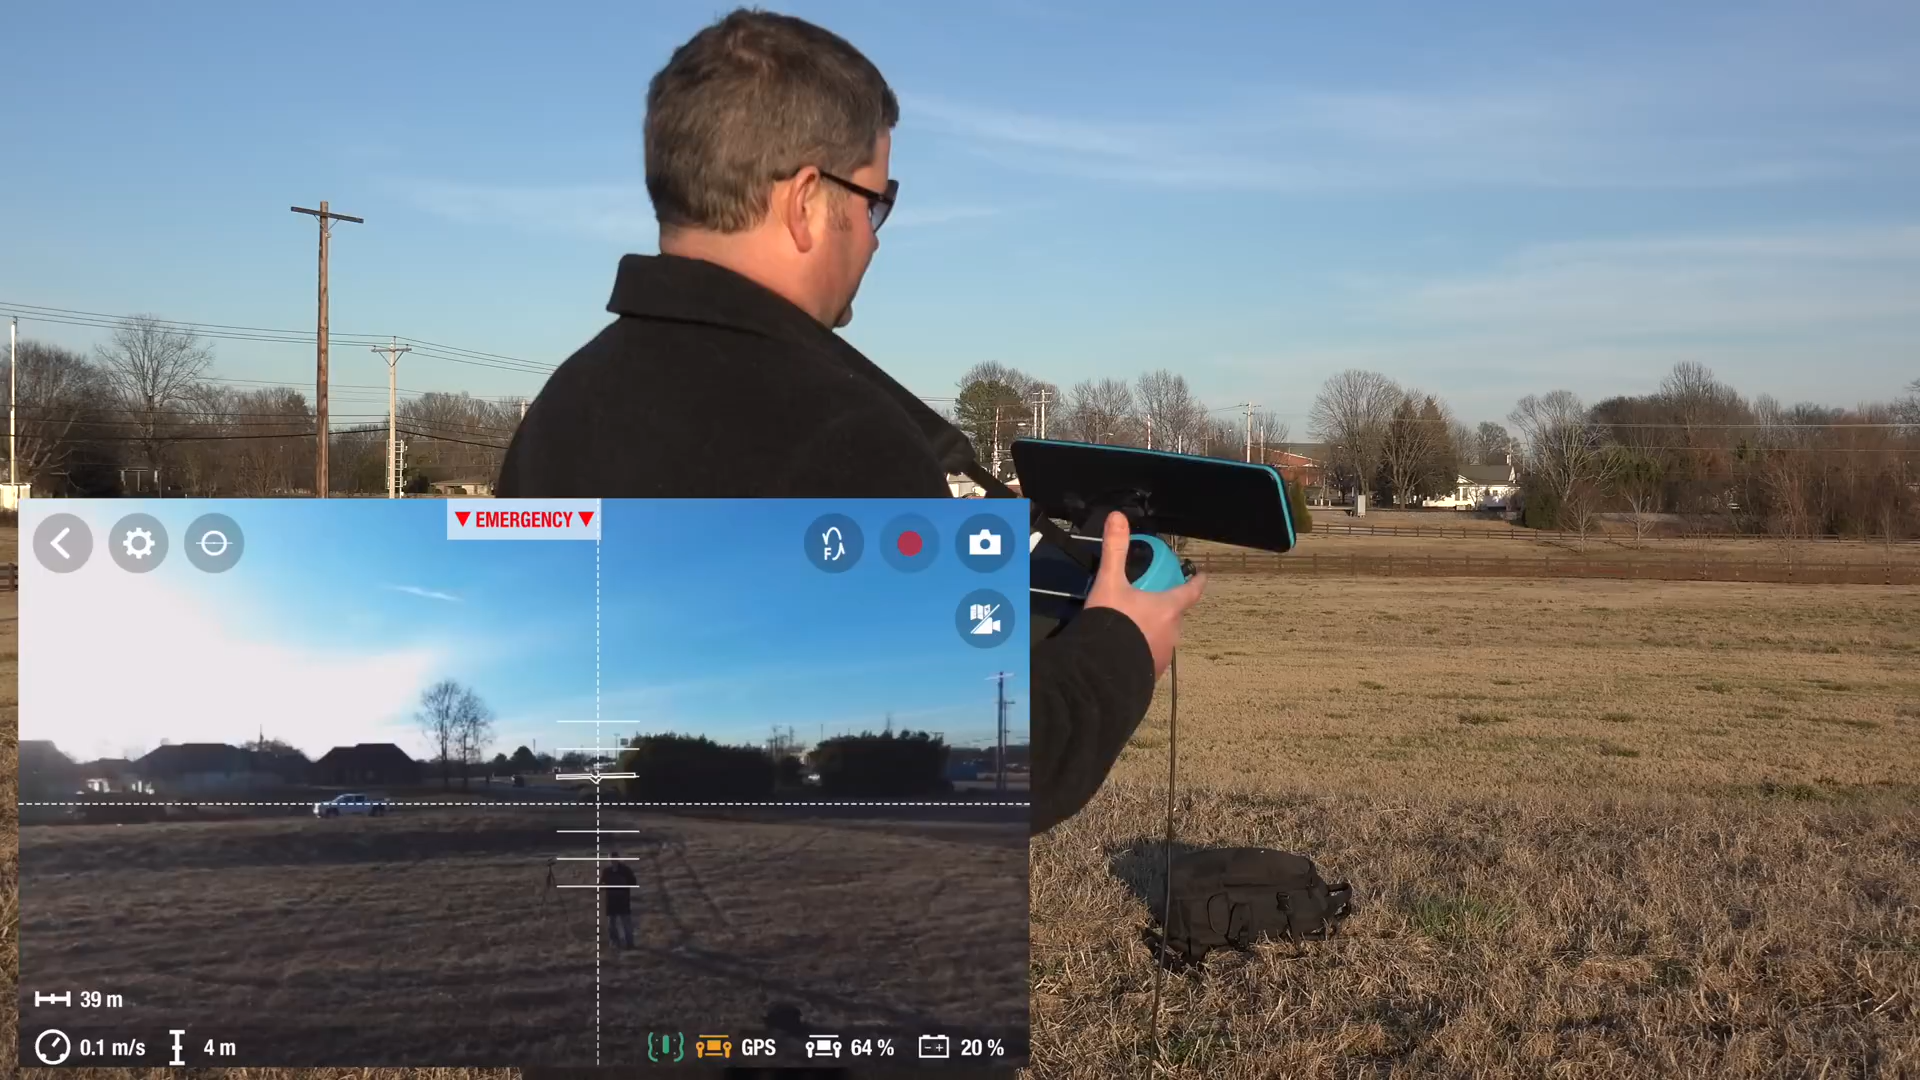 ▼ EMERGENCY ▼
F
39 m
0.1 m/s 4 m GPS 64 % 20 %